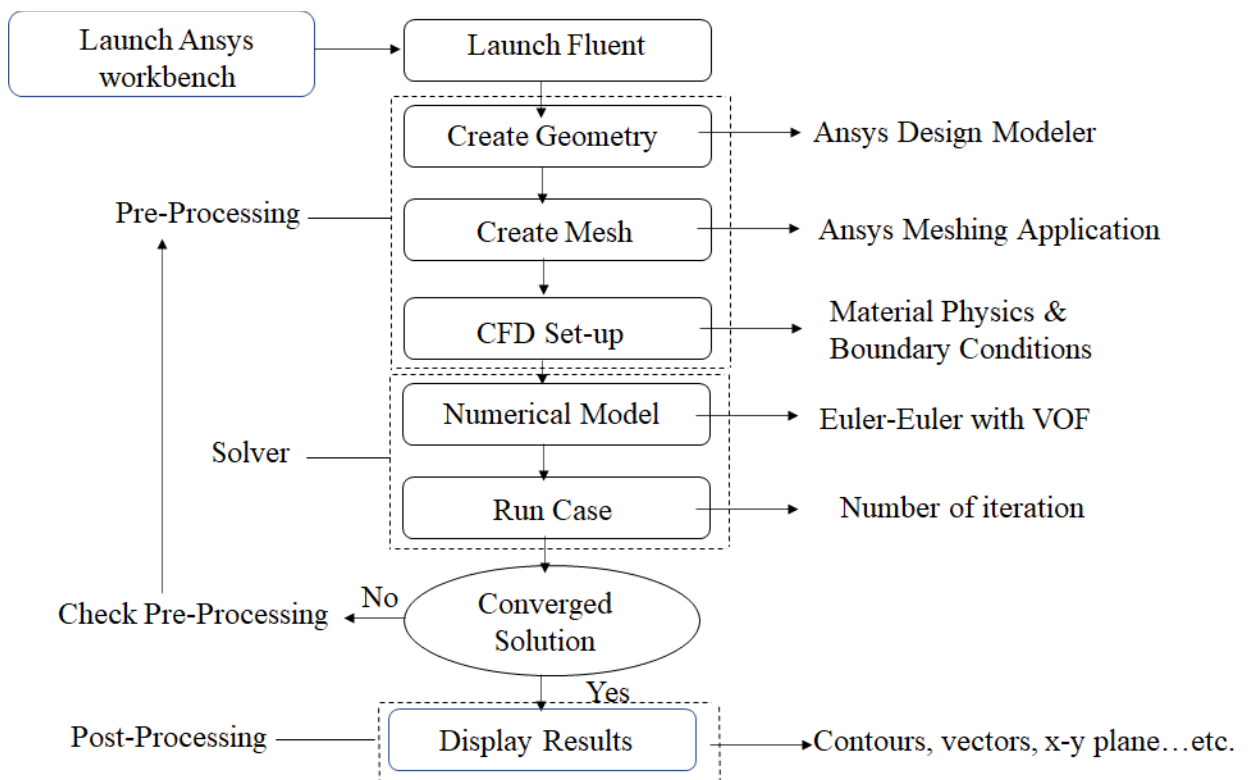 Launch Ansys
workbench
Launch Fluent
Create Geometry
Ansys Design Modeler
Pre-Processing
Create Mesh
Ansys Meshing Application
CFD Set-up
Material Physics &
Boundary Conditions
Numerical Model
Euler-Euler with VOF
Solver
Run Case
Number of iteration
Check Pre-Processing
No
Converged
Solution
Yes
Post-Processing
Display Results
Contours, vectors, x-y plane…etc.